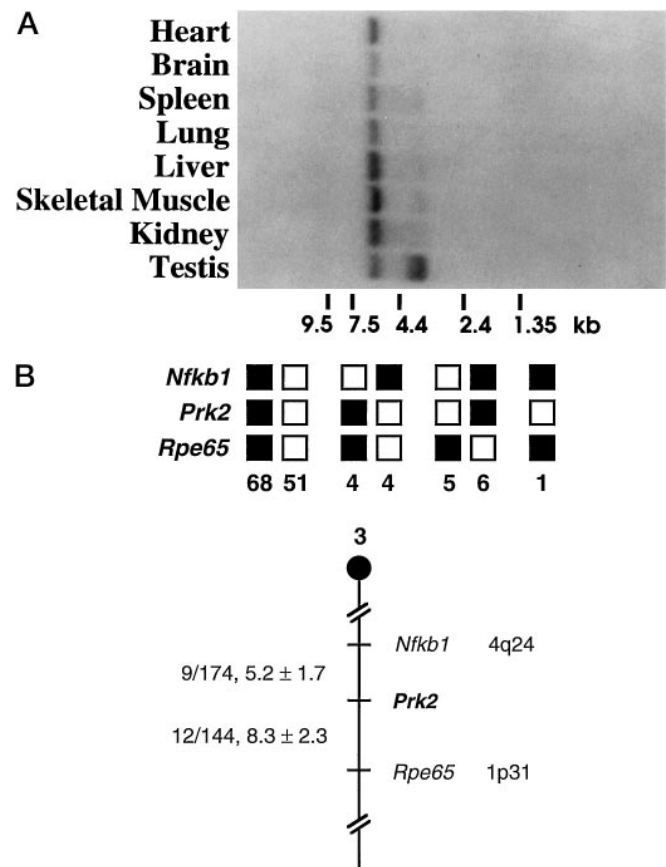 A
Heart
Brain
Spleen
Lung
Liver
Skeletal Muscle
Kidney
Testis
9.5 7.5 4.4 2.4 1.35 kb
B
Nfkb1
Prk2
Rpe65
68 51 4 4 5 6 1
3
Nfkb1 4q24
9/174, 5.2 ± 1.7
Prk2
12/144, 8.3 ± 2.3
Rpe65 1p31